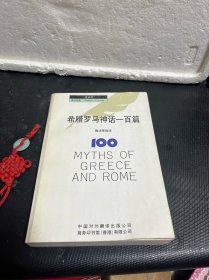 希腊罗马神话一百篇
100
MYTHS OF
GREECE
AND ROME
中国对外翻译出版公司
商务印书馆(香港)有限公司